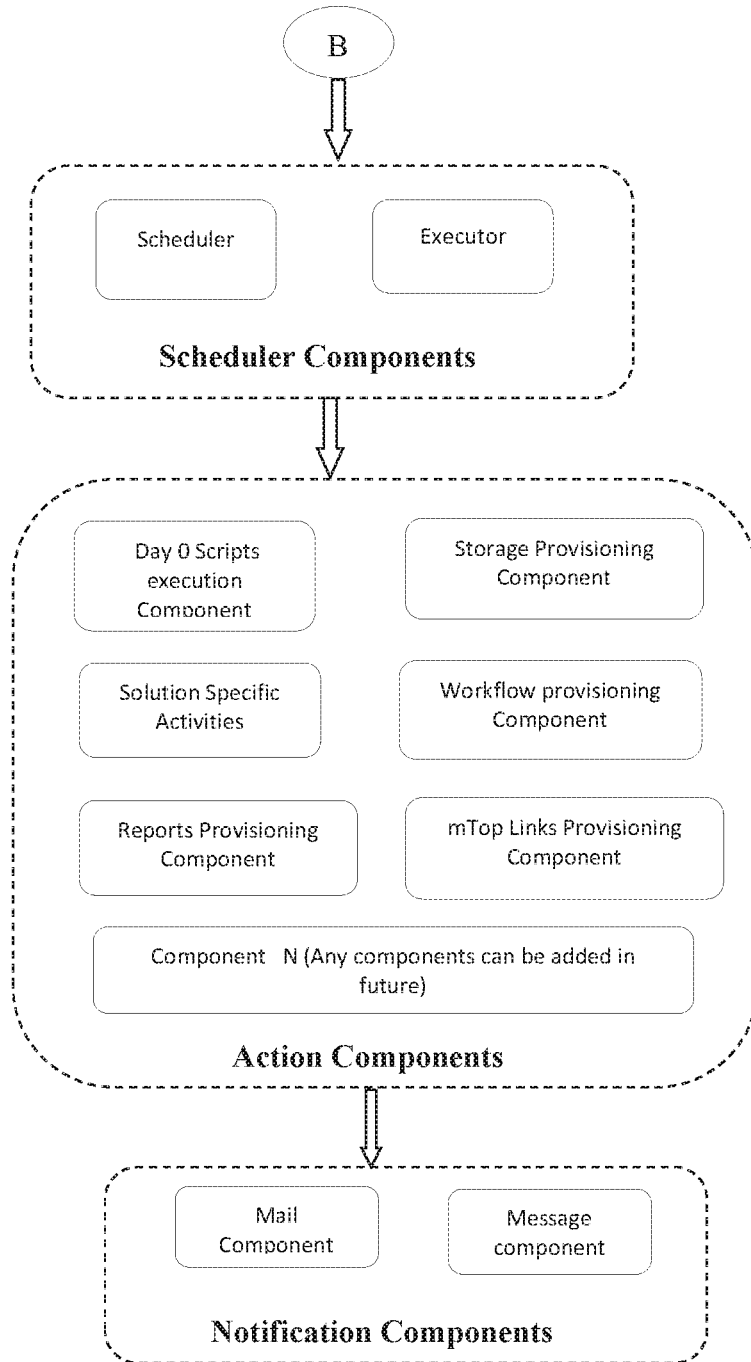 B
Scheduler
Executor
Scheduler Components
Day 0 Scripts
execution
Component
Storage Provisioning
Component
Solution Specific
Activities
Workflow provisioning
Component
Reports Provisioning
Component
mTop Links Provisioning
Component
Component N (Any components can be added in
future)
Action Components
Mail
Component
Message
component
Notification Components